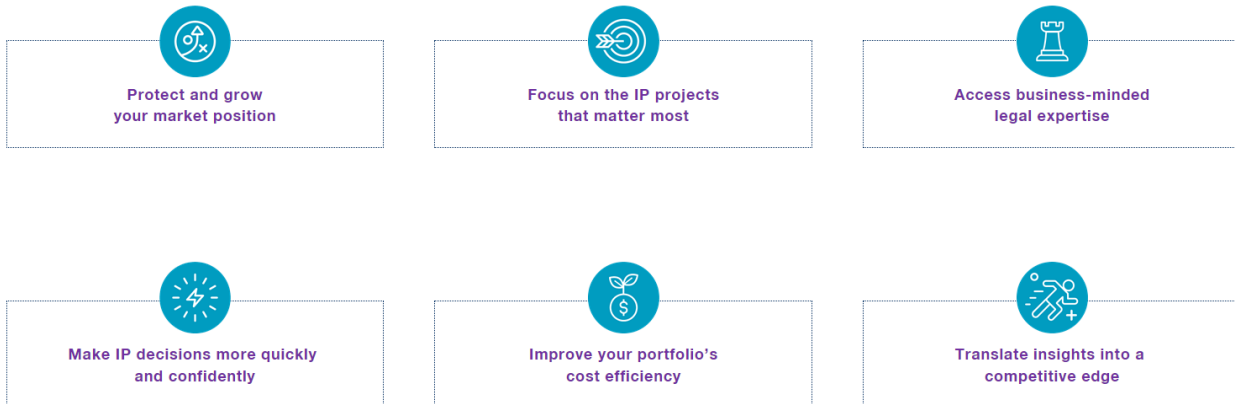 Protect and grow
your market position
Focus on the IP projects
that matter most
Access business-minded
legal expertise
Make IP decisions more quickly
and confidently
Improve your portfolio’s
cost efficiency
Translate insights into a
competitive edge